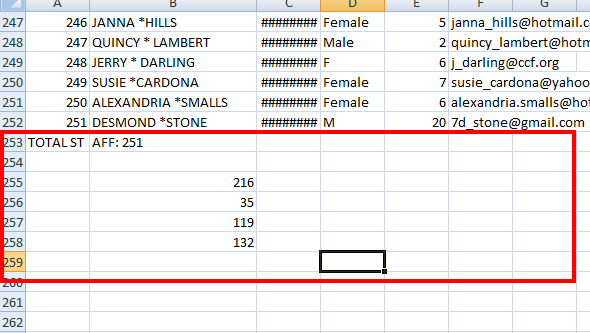 A B C D E F G
247 246 JANNA *HILLS ######## Female 5 janna_hills@hotmail.c
248 247 QUINCY * LAMBERT ######## Male 2 quincy_lambert@hotm
249 248 JERRY * DARLING ######## F 6 j_darling@ccf.org
250 249 SUSIE *CARDONA ######## Female 7 susie_cardona@yahoo
251 250 ALEXANDRIA *SMALLS ######## Female 6 alexandria.smalls@hot
252 251 DESMOND *STONE ######## M 20 7d_stone@gmail.com
253 TOTAL ST AFF: 251
254
255 216
256 35
257 119
258 132
259
260
261
262